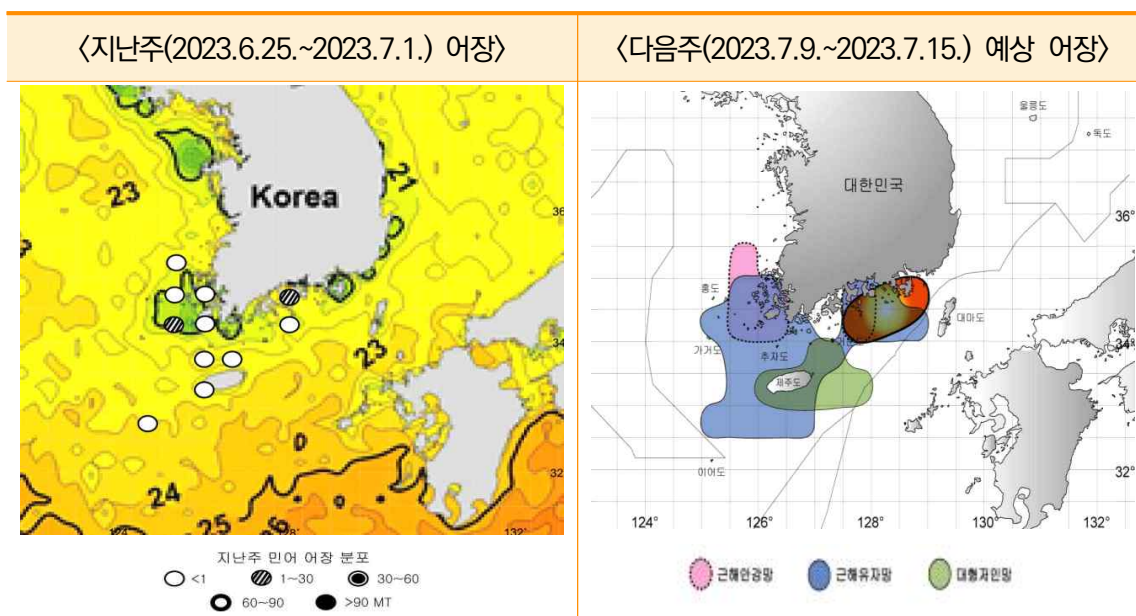 〈지난주(2023.6.25.~2023.7.1.) 어장〉
〈다음주(2023.7.9.~2023.7.15.) 예상 어장〉
Korea
23
21
23
24
25
26
D
36
34
32
124
128
132°
지난주 민어 어장 분포
<1
1~30
30~60
60~90
>90 MT
울릉도
독도
대한민국
흥도
가거도
추자도
제주도
대마도
이어도
36°
34°
32°
124°
126°
128°
130°
132°
근해안강망
근해유자망
대형저인망